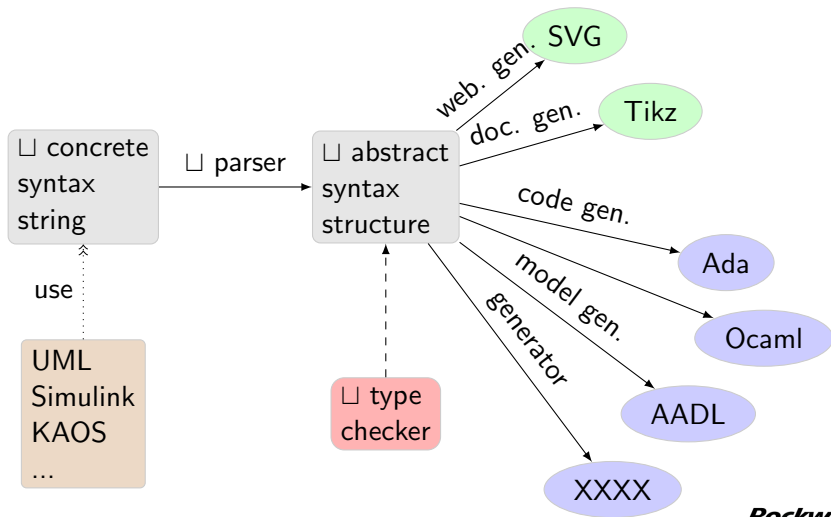 SVG
web. gen.
Tikz
doc. gen.
⊔ concrete
syntax
string
⊔ parser
⊔ abstract
syntax
structure
code gen.
Ada
use
model gen.
generator
Ocaml
UML
Simulink
KAOS
...
⊔ type
checker
AADL
XXXX